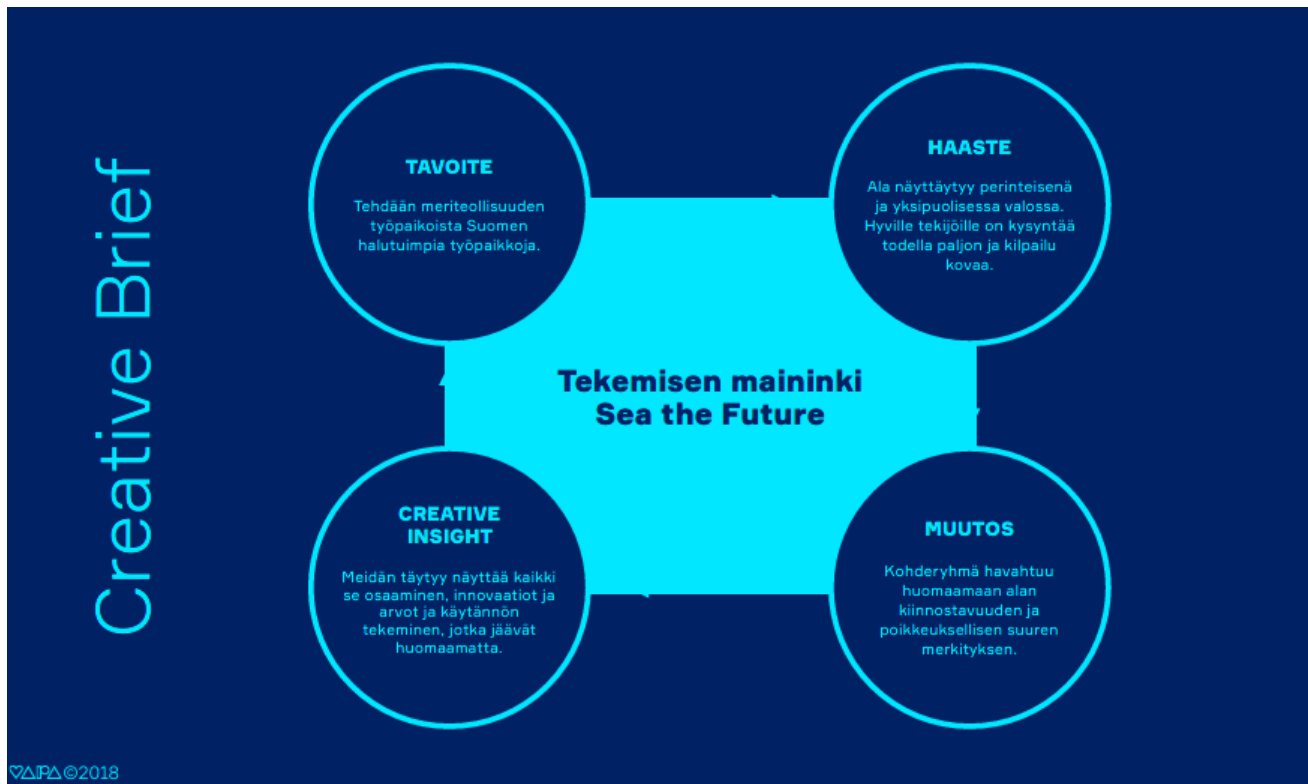 Creative Brief
TAVOITE
Tehdään meriteollisuuden
työpaikoista Suomen
halutuimpia työpaikkoja.
HAASTE
Ala näyttäytyy perinteisenä
ja yksipuolisessa valossa.
Hyville tekijöille on kysyntää
todella paljon ja kilpailu
kovaa.
Tekemisen maininki
Sea the Future
CREATIVE
INSIGHT
Meidän täytyy näyttää kaikki
se osaaminen, innovaatiot ja
arvot ja käytännön
tekeminen, jotka jäävät
huomaamatta.
MUUTOS
Kohderyhmä havahtuu
huomaamaan alan
kiinnostavuuden ja
poikkeuksellisen suuren
merkityksen.
©2018